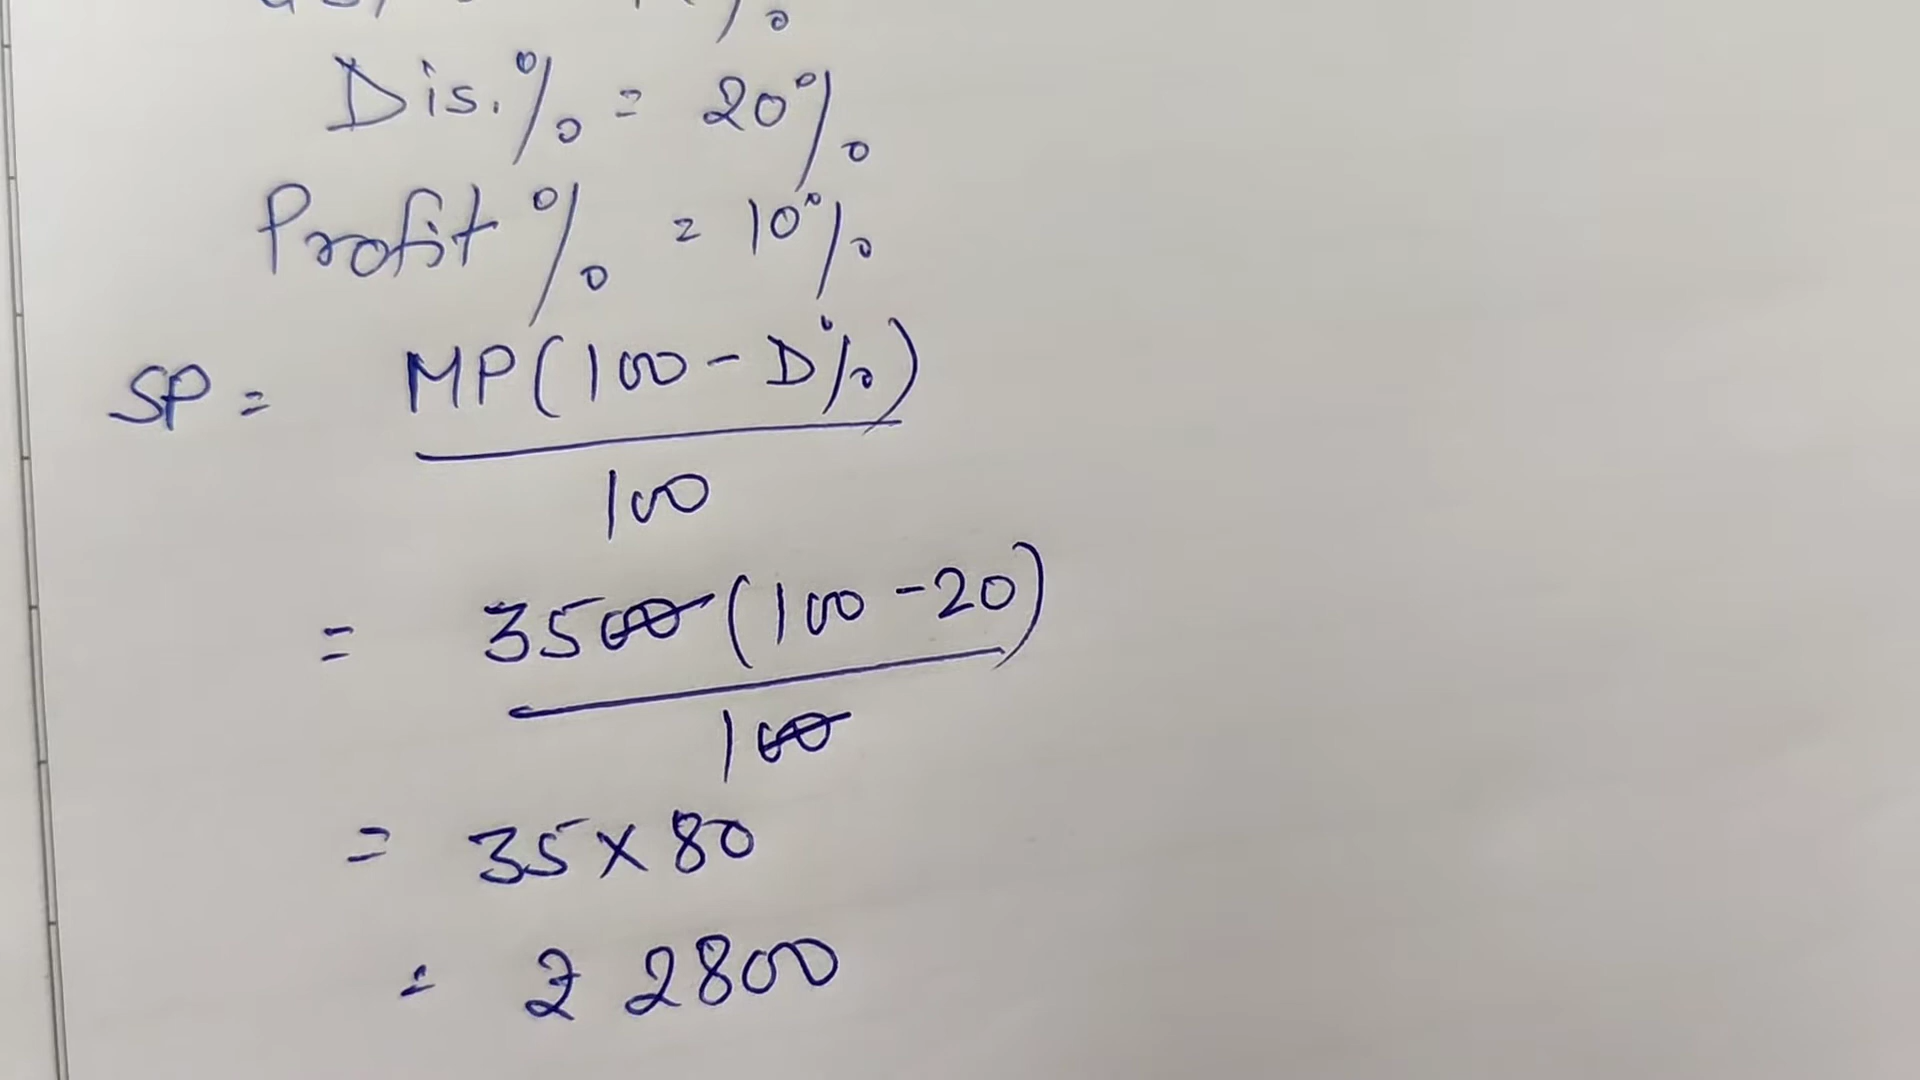 Dis.% = 20%
Profit% = 10%
SP = MP(100-D%)
100
= 3500(100-20)
100
= 35×80
= ₹ 2800